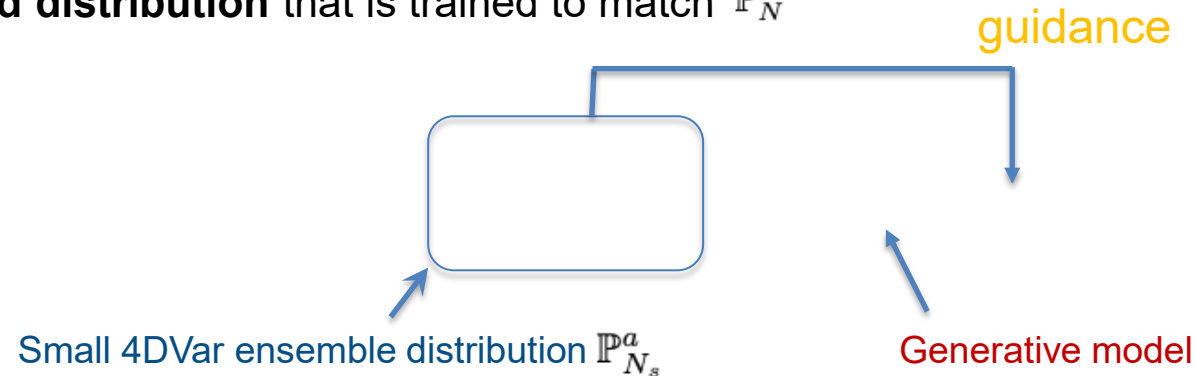 d distribution that is trained to match ℙ_N
guidance
Small 4DVar ensemble distribution ℙ^a_{N_s}
Generative model